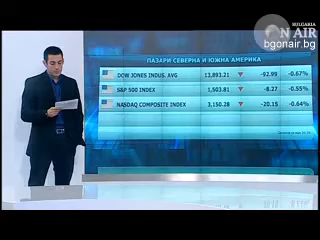 BULGARIA
ON AIR
bgonair.bg
ПАЗАРИ СЕВЕРНА И ЮЖНА АМЕРИКА
DOW JONES INDUS. AVG 13,893.21 -92.99 -0.67%
S&P 500 INDEX 1,503.81 -8.27 -0.55%
NASDAQ COMPOSITE INDEX 3,150.28 -20.15 -0.64%